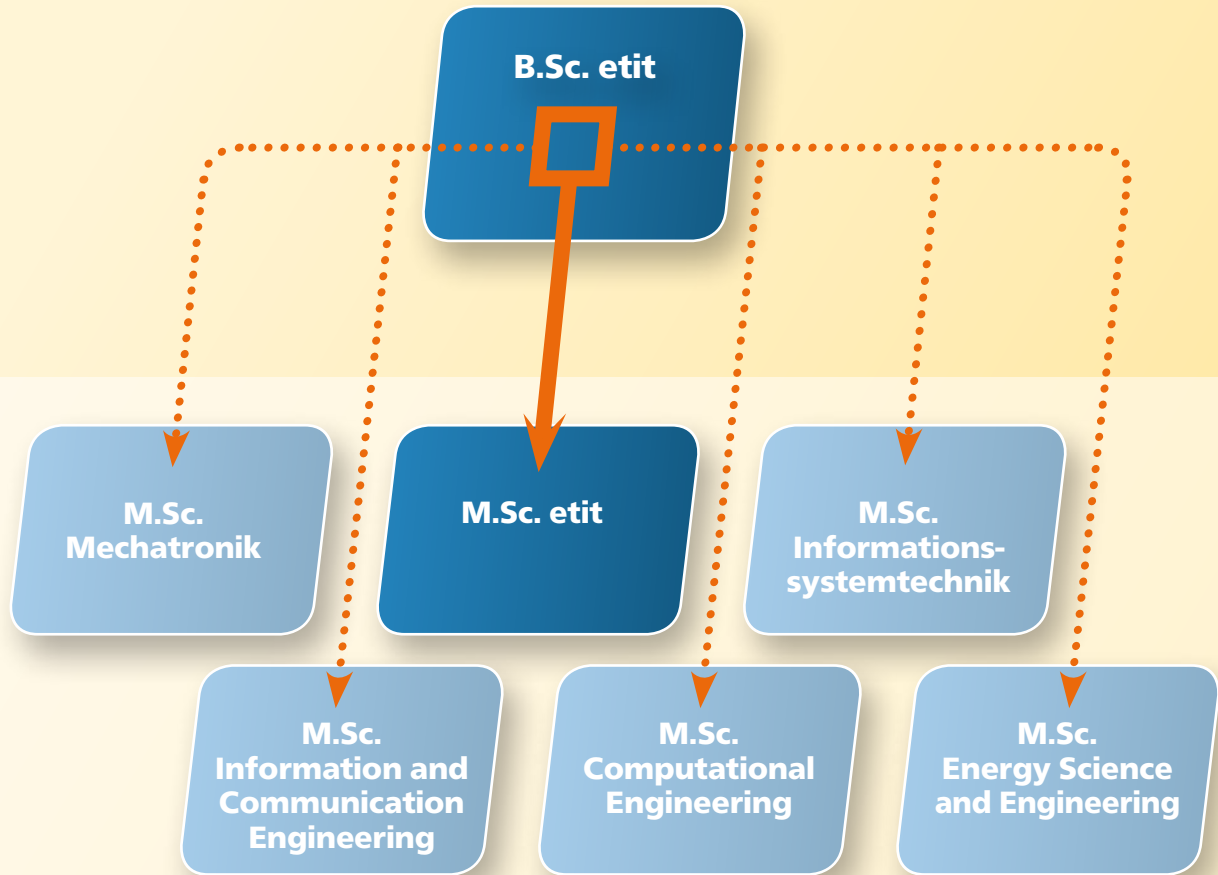 B.Sc. etit
M.Sc.
Mechatronik
M.Sc. etit
M.Sc.
Informations-
systemtechnik
M.Sc.
Information and
Communication
Engineering
M.Sc.
Computational
Engineering
M.Sc.
Energy Science
and Engineering